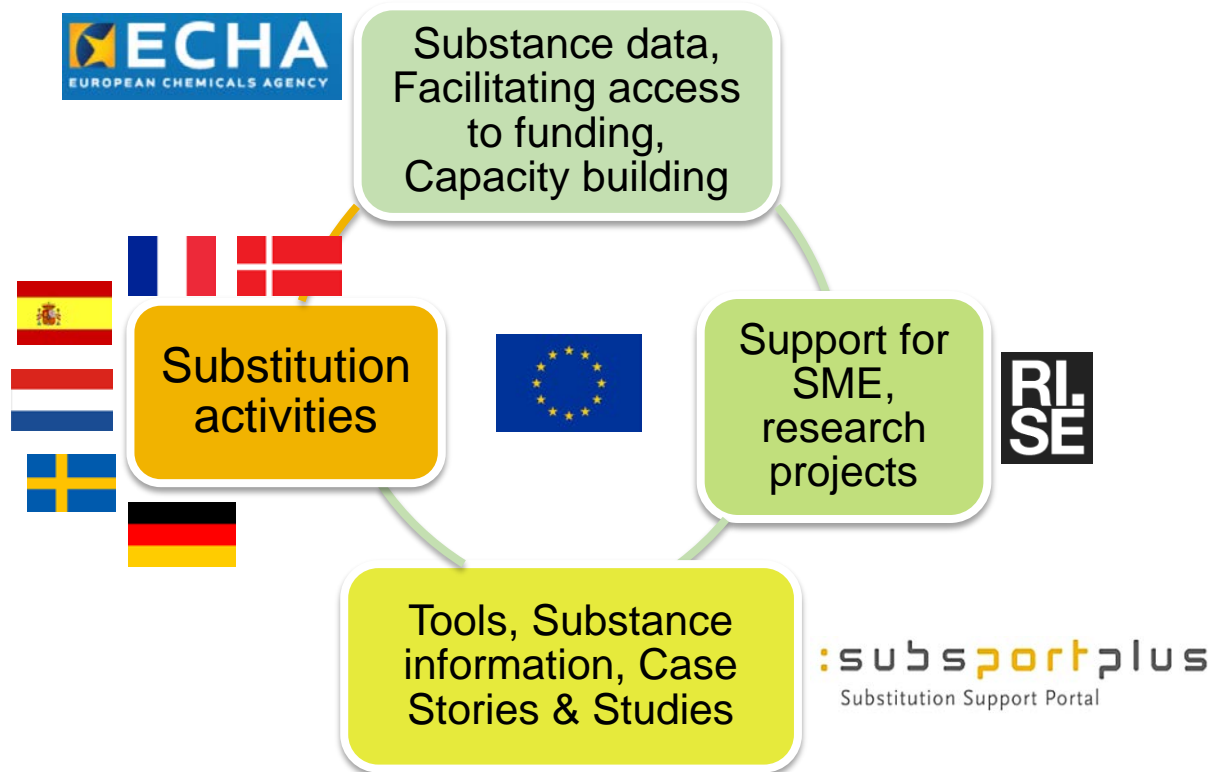 ECHA
EUROPEAN CHEMICALS AGENCY
Substance data,
Facilitating access
to funding,
Capacity building
Substitution
activities
Support for
SME,
research
projects
RI.
SE
Tools, Substance
information, Case
Stories & Studies
:subsportplus
Substitution Support Portal